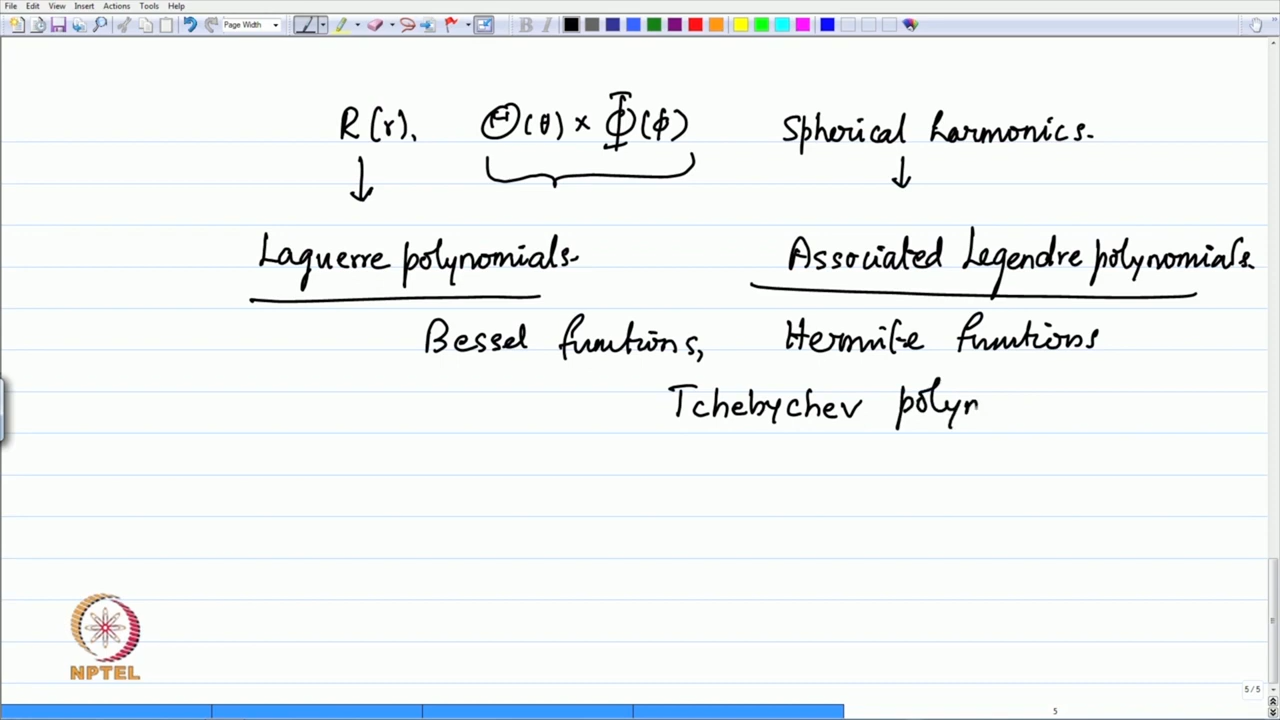 File Edit View Insert Actions Tools Help
Page Width
B I U
R(r). Θ(θ) × Φ(ϕ) Spherical harmonics.
↓ ↓
Laguerre polynomials. Associated Legendre polynomials.
Bessel functions, Hermite functions
Tchebychev polyn
NPTEL
5/5
5